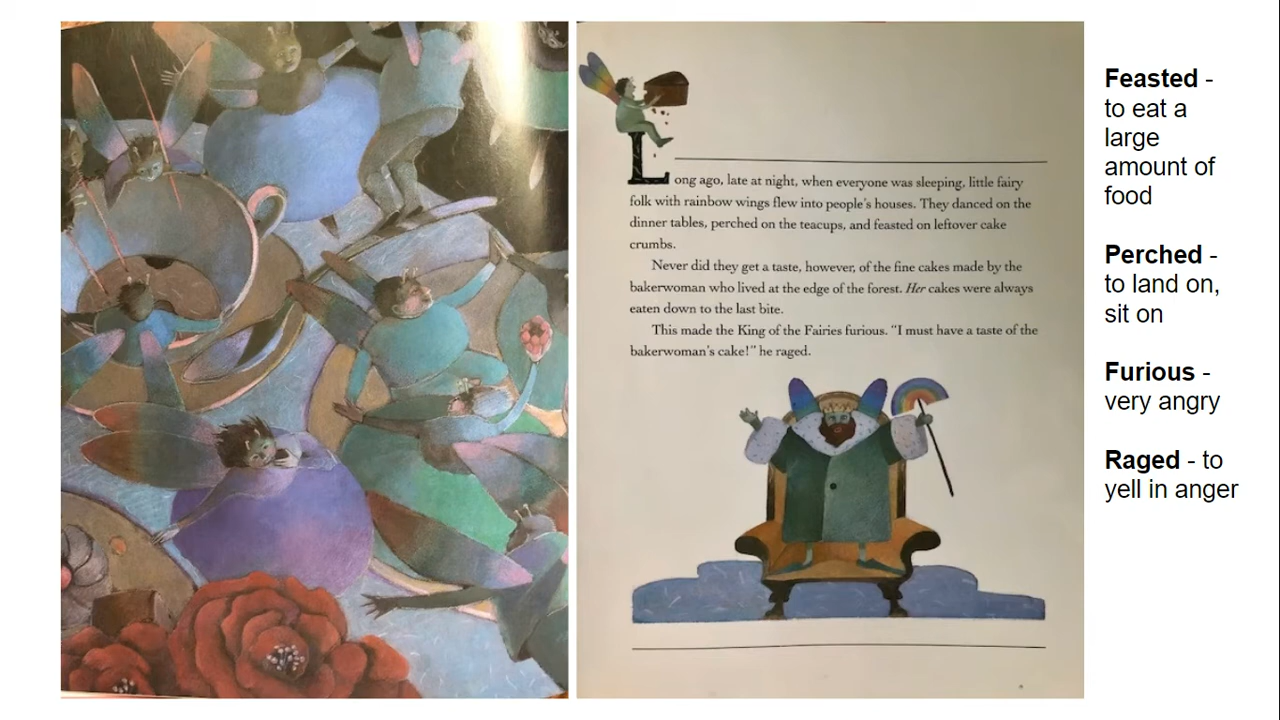 Long ago, late at night, when everyone was sleeping, little fairy
folk with rainbow wings flew into people's houses. They danced on the
dinner tables, perched on the teacups, and feasted on leftover cake
crumbs.
Never did they get a taste, however, of the fine cakes made by the
bakerwoman who lived at the edge of the forest. Her cakes were always
eaten down to the last bite.
This made the King of the Fairies furious. "I must have a taste of the
bakerwoman's cake!" he raged.
Feasted -
to eat a
large
amount of
food
Perched -
to land on,
sit on
Furious -
very angry
Raged - to
yell in anger